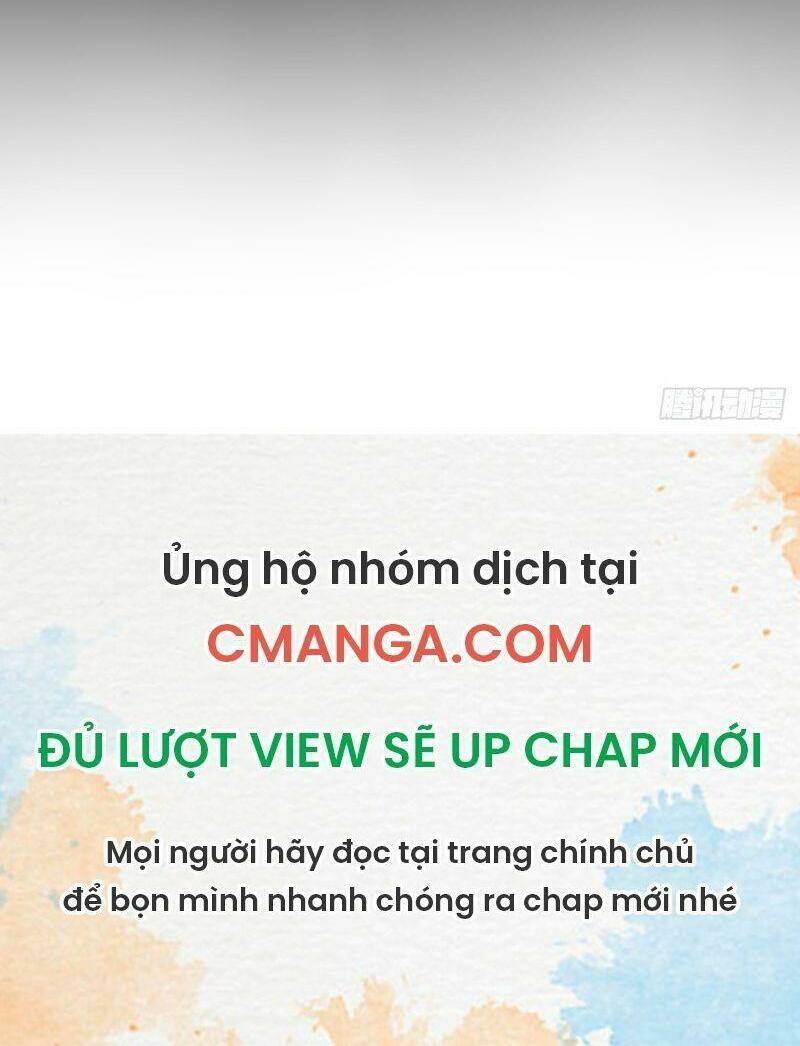 腾讯动漫
Ủng hộ nhóm dịch tại
CMANGA.COM
ĐỦ LƯỢT VIEW SẼ UP CHAP MỚI
Mọi người hãy đọc tại trang chính chủ
để bọn mình nhanh chóng ra chap mới nhé